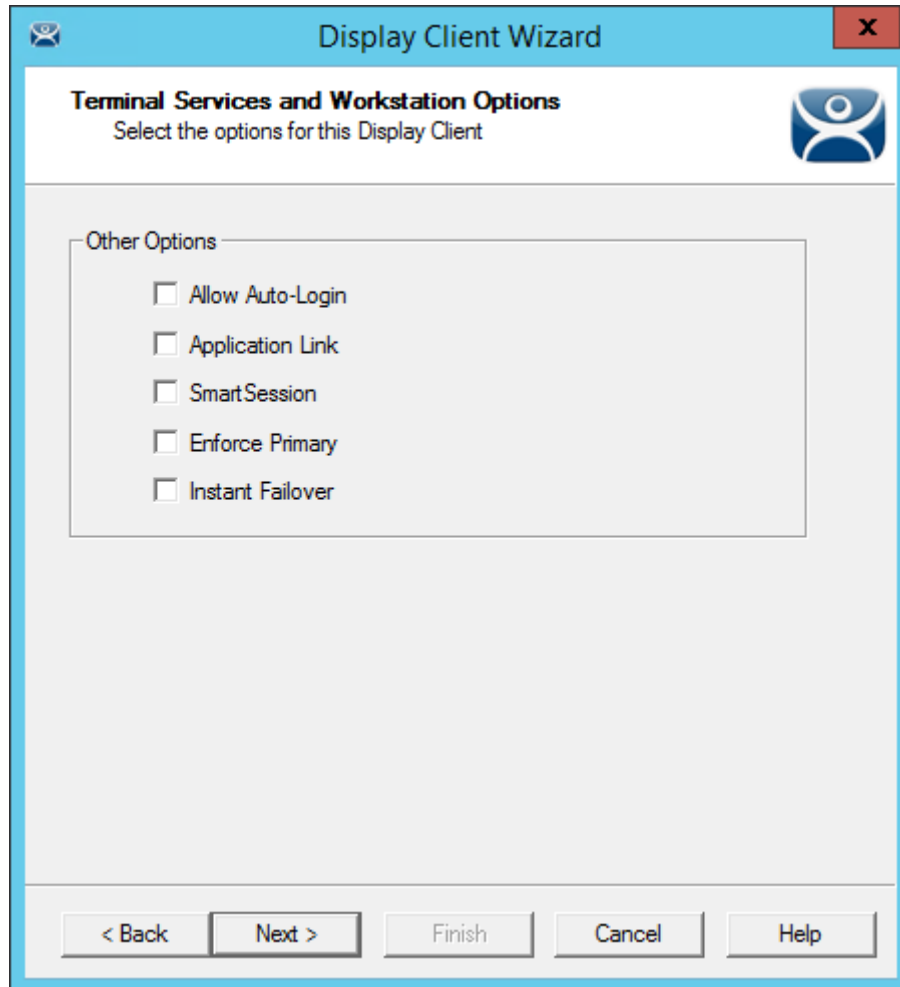 Display Client Wizard
x
Terminal Services and Workstation Options
Select the options for this Display Client
Other Options
Allow Auto-Login
Application Link
SmartSession
Enforce Primary
Instant Failover
< Back Next > Finish Cancel Help